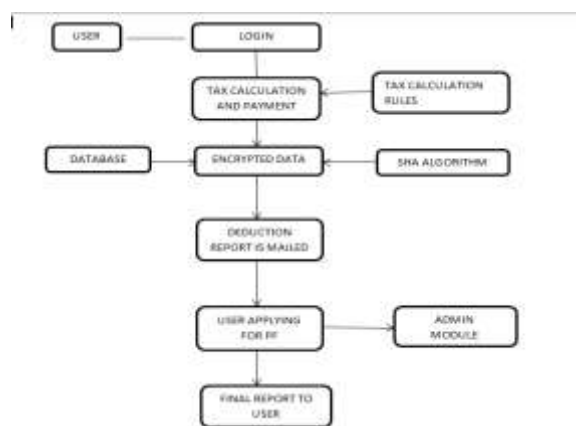 USER
LOGIN
TAX CALCULATION
AND PAYMENT
TAX CALCULATION
RULES
DATABASE
ENCRYPTED DATA
SHA ALGORITHM
DEDUCTION
REPORT IS MAILED
USER APPLYING
FOR PF
ADMIN
MODULE
FINAL REPORT TO
USER